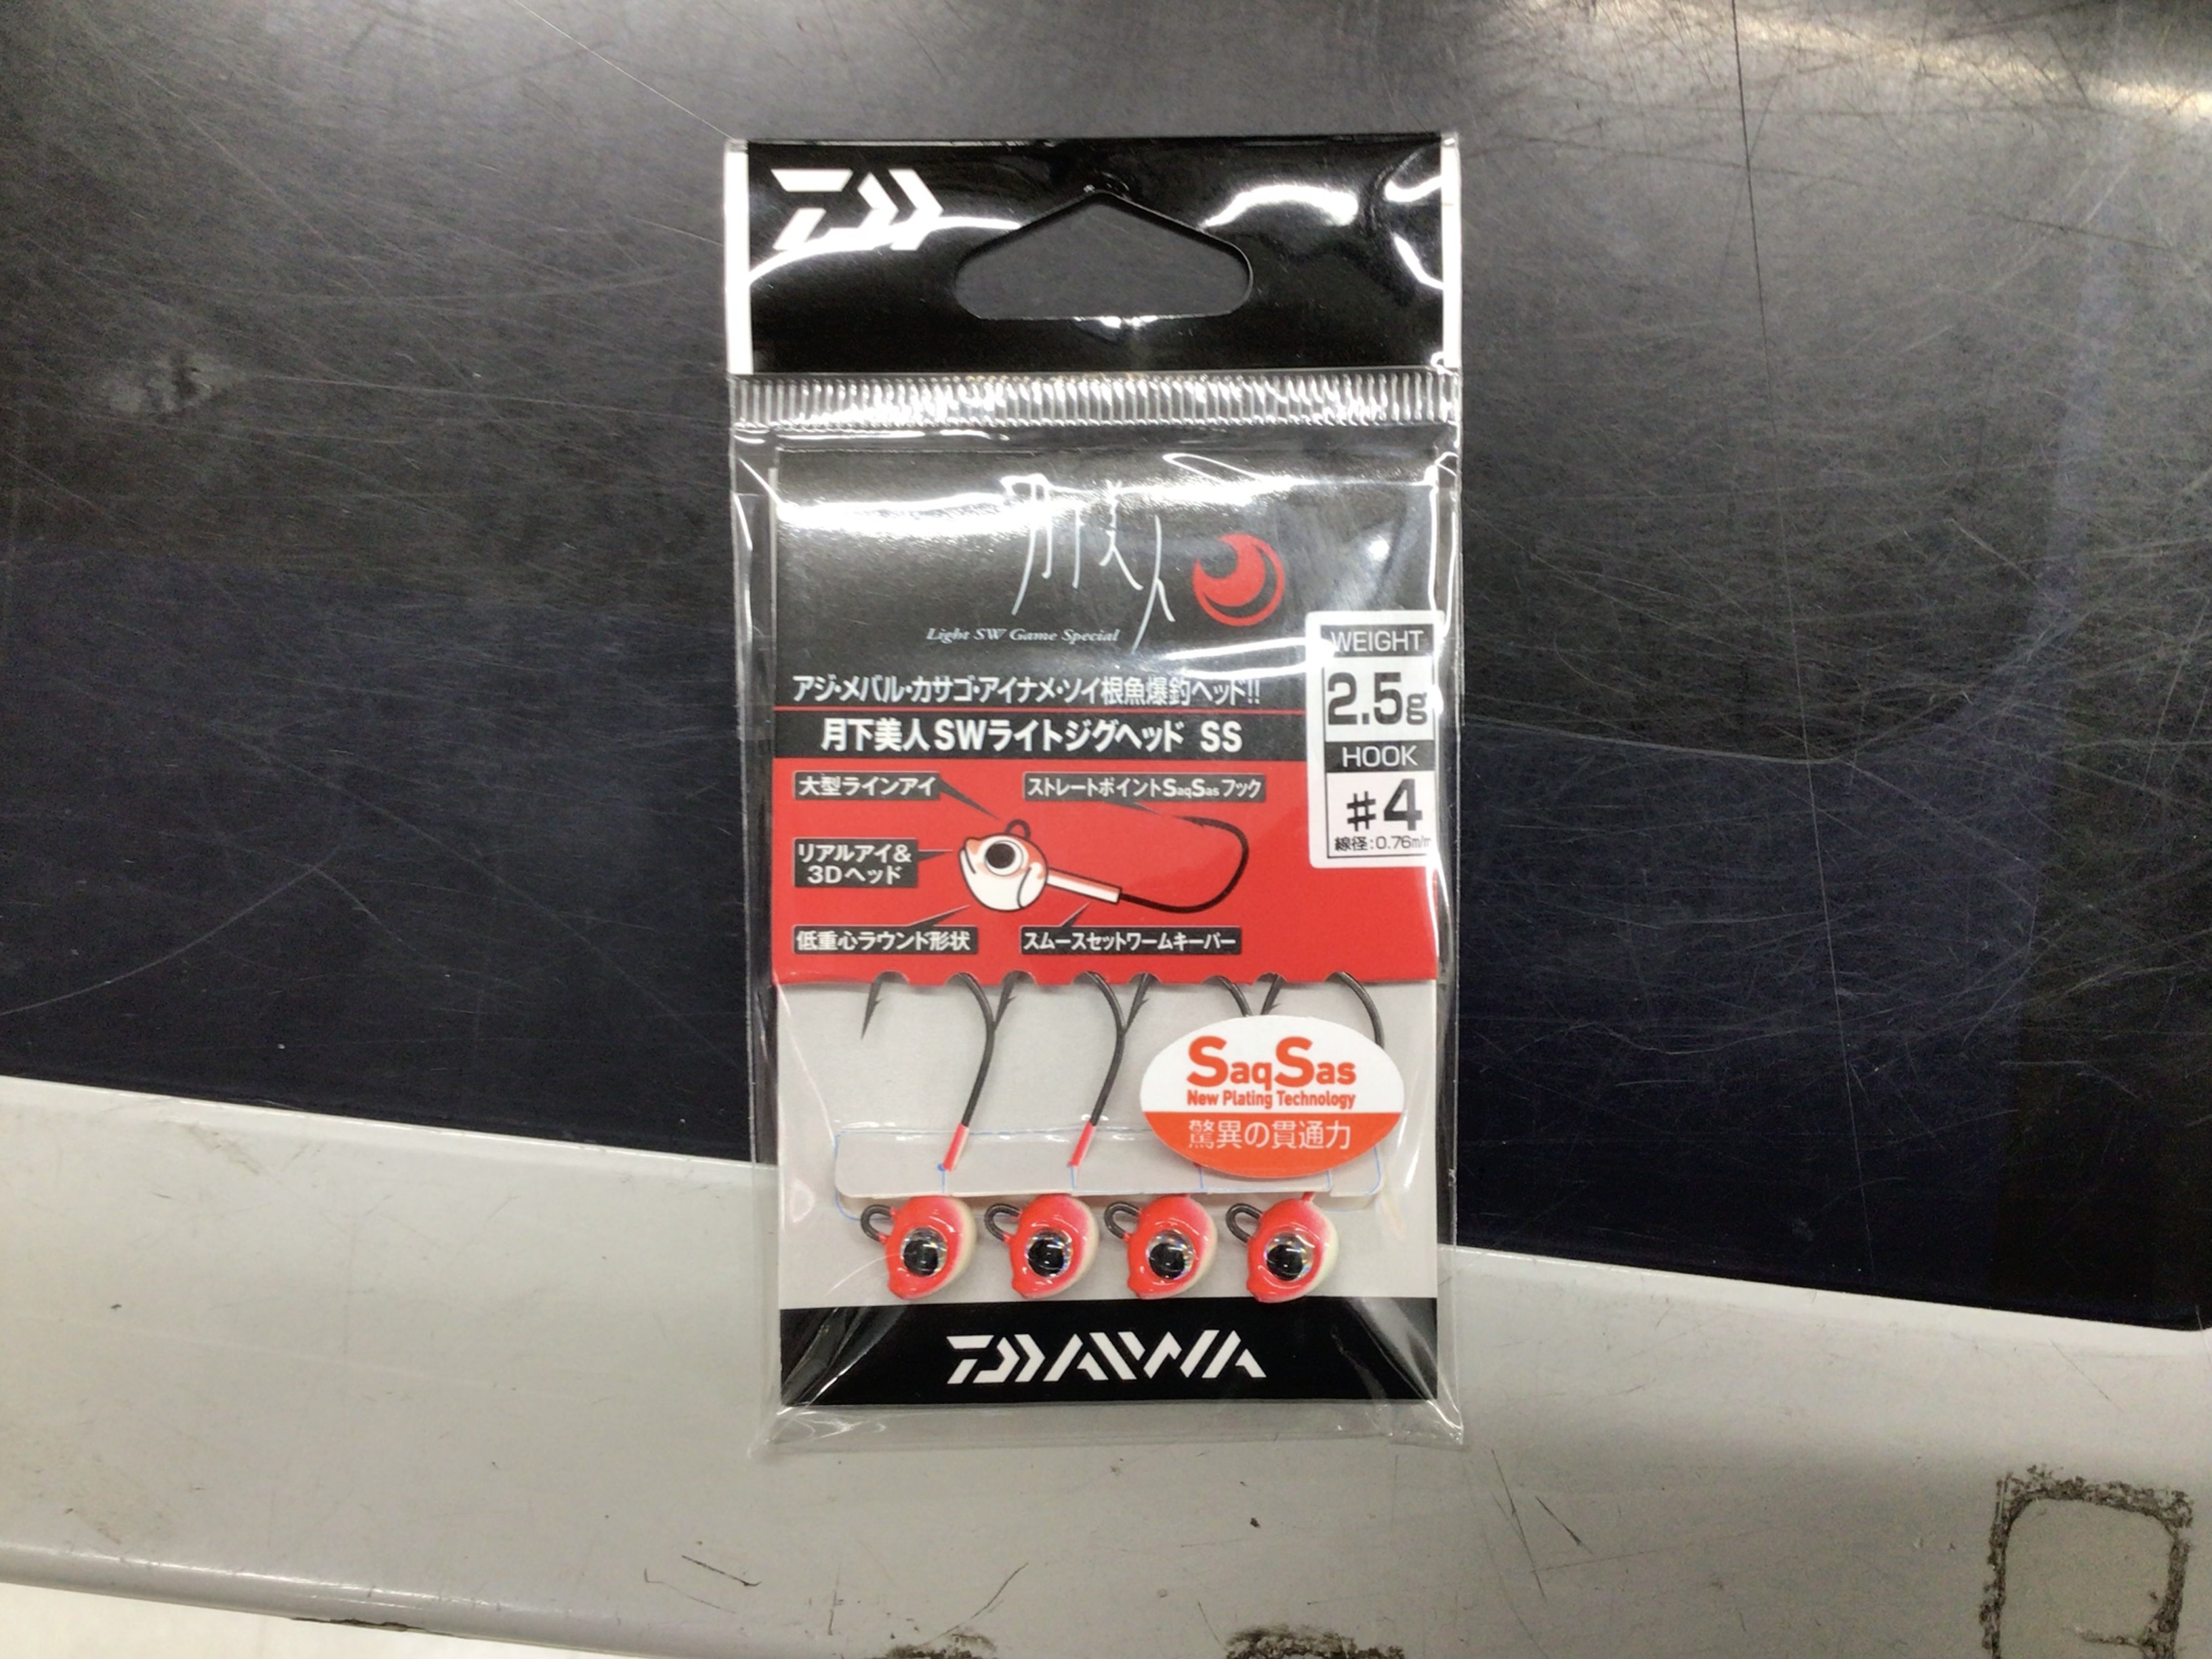 月下美人
Light SW Game Special
アジ・メバル・カサゴ・アイナメ・ソイ根魚爆釣ヘッド!!
月下美人SWライトジグヘッド SS
WEIGHT
2.5g
HOOK
#4
線径:0.76m/m
大型ラインアイ
ストレートポイントSaqSasフック
リアルアイ&
3Dヘッド
低重心ラウンド形状
スムースセットワームキーパー
SaqSas
New Plating Technology
驚異の貫通力
DAIWA